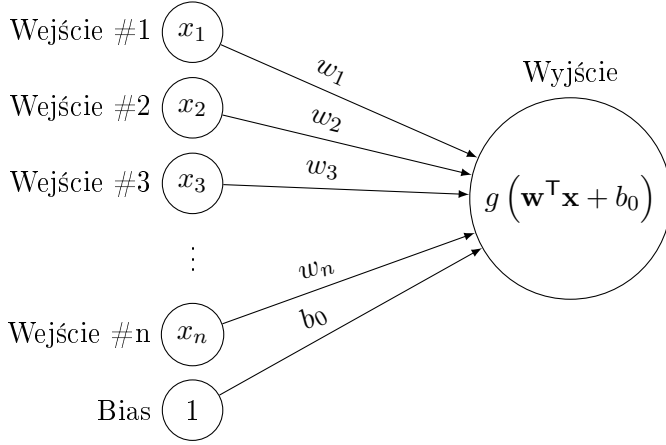 Wejście #1 x₁
w₁
Wyjście
Wejście #2 x₂
w₂
Wejście #3 x₃
w₃
g (𝐰ᵀ𝐱 + b₀)
⋮
wₙ
Wejście #n xₙ
b₀
Bias 1